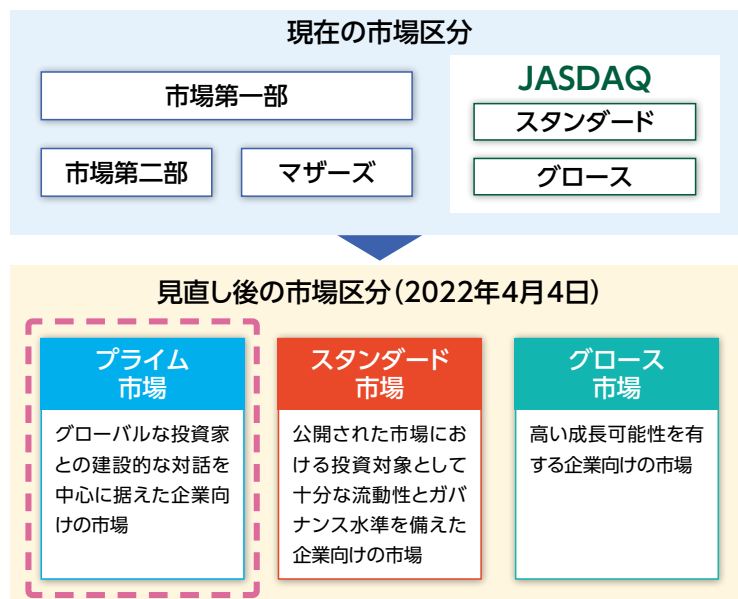 現在の市場区分
市場第一部
市場第二部
マザーズ
JASDAQ
スタンダード
グロース
見直し後の市場区分(2022年4月4日)
プライム
市場
グローバルな投資家
との建設的な対話を
中心に据えた企業向
けの市場
スタンダード
市場
公開された市場にお
ける投資対象として
十分な流動性とガバ
ナンス水準を備えた
企業向けの市場
グロース
市場
高い成長可能性を有
する企業向けの市場